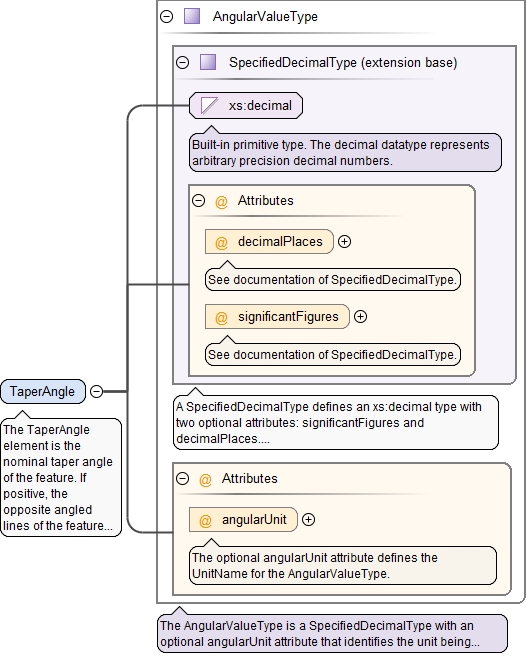 AngularValueType
SpecifiedDecimalType (extension base)
xs:decimal
Built-in primitive type. The decimal datatype represents
arbitrary precision decimal numbers.
@ Attributes
@ decimalPlaces
See documentation of SpecifiedDecimalType.
@ significantFigures
See documentation of SpecifiedDecimalType.
A SpecifiedDecimalType defines an xs:decimal type with
two optional attributes: significantFigures and
decimalPlaces....
TaperAngle
The TaperAngle
element is the
nominal taper angle
of the feature. If
positive, the
opposite angled
lines of the feature...
@ Attributes
@ angularUnit
The optional angularUnit attribute defines the
UnitName for the AngularValueType.
The AngularValueType is a SpecifiedDecimalType with an
optional angularUnit attribute that identifies the unit being...